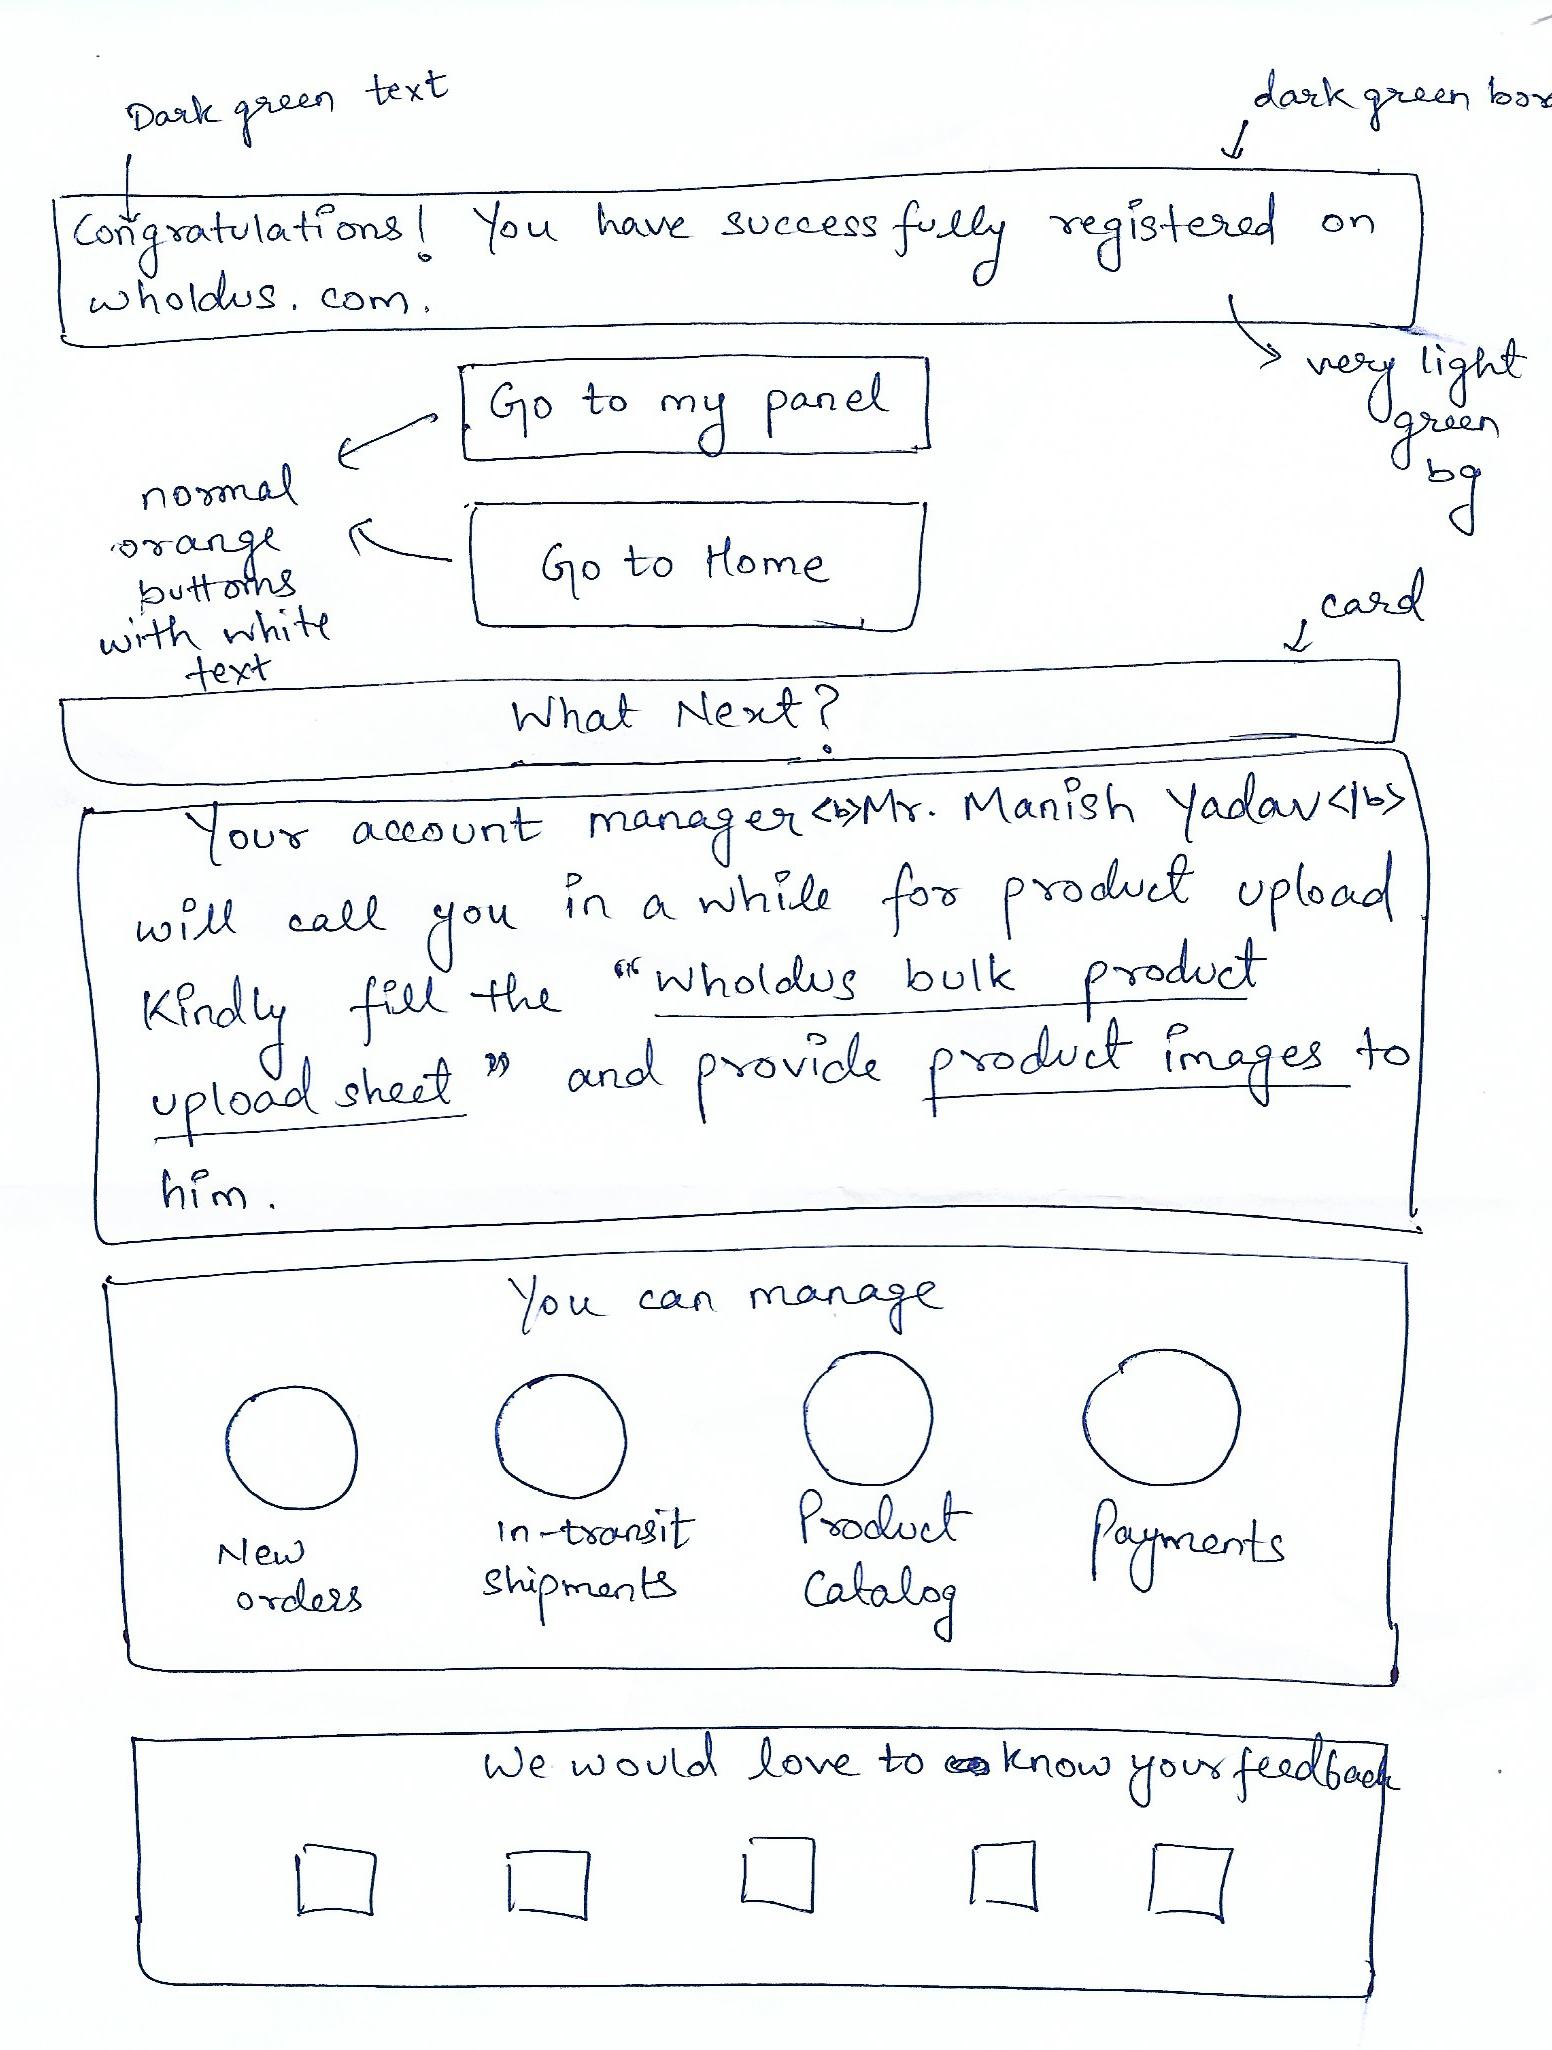 Dark green text
dark green box
Congratulations! You have successfully registered on
wholdus.com.
very light
green
bg
Go to my panel
normal
orange
buttons
with white
text
Go to Home
card
What Next?
Your account manager <b>Mr. Manish Yadav</b>
will call you in a while for product upload
Kindly fill the "wholdus bulk product
upload sheet" and provide product images to
him.
You can manage
New
orders
In-transit
shipments
Product
Catalog
Payments
We would love to know your feedback